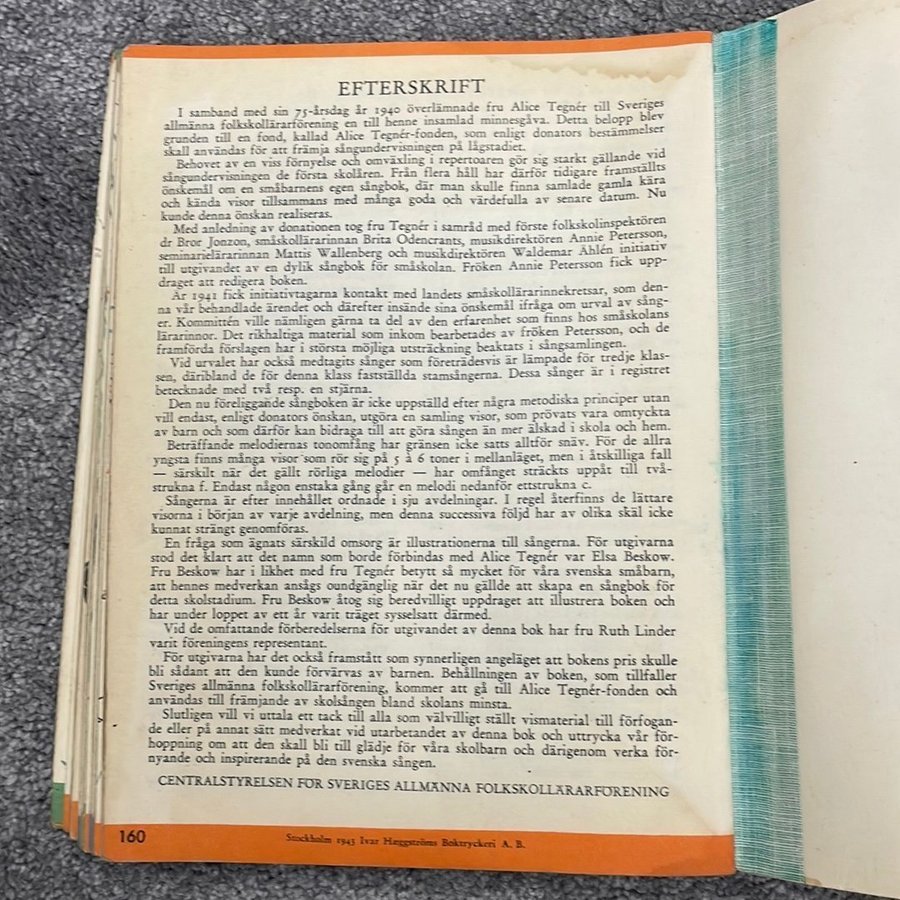 EFTERSKRIFT
I samband med sin 75-årsdag år 1940 överlämnade fru Alice Tegnér till Sveriges
allmänna folkskollärarförening en till henne insamlad minnesgåva. Detta belopp blev
grunden till en fond, kallad Alice Tegnér-fonden, som enligt donators bestämmelser
skall användas för att främja sångundervisningen på lågstadiet.
Behovet av en viss förnyelse och omväxling i repertoaren gör sig starkt gällande vid
sångundervisningen de första skolåren. Från flera håll har därför tidigare framställts
önskemål om en småbarnens egen sångbok, där man skulle finna samlade gamla kära
och kända visor tillsammans med många goda och värdefulla av senare datum. Nu
kunde denna önskan realiseras.
Med anledning av donationen tog fru Tegnér i samråd med förste folkskolinspektören
dr Bror Jonzon, småskollärarinnan Brita Odencrants, musikdirektören Annie Petersson,
seminarielärarinnan Mattis Wallenberg och musikdirektören Waldemar Åhlén initiativ
till utgivandet av en dylik sångbok för småskolan. Fröken Annie Petersson fick upp-
draget att redigera boken.
År 1941 fick initiativtagarna kontakt med landets småskollärarinnekretsar, som den-
na vår behandlade ärendet och därefter insände sina önskemål ifråga om urval av sång-
er. Kommittén ville nämligen gärna ta del av den erfarenhet som finns hos småskolans
lärarinnor. Det rikhaltiga material som inkom bearbetades av fröken Petersson, och de
framförda förslagen har i största möjliga utsträckning beaktats i sångsamlingen.
Vid urvalet har också medtagits sånger som företrädesvis är lämpade för tredje klas-
sen, däribland de för denna klass fastställda stamsångerna. Dessa sånger är i registret
betecknade med två resp. en stjärna.
Den nu föreliggande sångboken är icke uppställd efter några metodiska principer utan
vill endast, enligt donators önskan, utgöra en samling visor, som prövats vara omtyckta
av barn och som därför kan bidraga till att göra sången än mer älskad i skola och hem.
Beträffande melodiernas tonomfång har gränsen icke satts alltför snäv. För de allra
yngsta finns många visor som rör sig på 5 à 6 toner i mellanläget, men i åtskilliga fall
— särskilt när det gällt rörliga melodier — har omfånget sträckts uppåt till två-
strukna f. Endast någon enstaka gång går en melodi nedanför ettstrukna c.
Sångerna är efter innehållet ordnade i sju avdelningar. I regel återfinns de lättare
visorna i början av varje avdelning, men denna successiva följd har av olika skäl icke
kunnat strängt genomföras.
En fråga som ägnats särskild omsorg är illustrationerna till sångerna. För utgivarna
stod det klart att det namn som borde förbindas med Alice Tegnér var Elsa Beskow.
Fru Beskow har i likhet med fru Tegnér betytt så mycket för våra svenska småbarn,
att hennes medverkan ansågs oundgänglig när det nu gällde att skapa en sångbok för
detta skolstadium. Fru Beskow åtog sig beredvilligt uppdraget att illustrera boken och
har under loppet av ett år varit träget sysselsatt därmed.
Vid de omfattande förberedelserna för utgivandet av denna bok har fru Ruth Linder
varit föreningens representant.
För utgivarna har det också framstått som synnerligen angeläget att bokens pris skulle
bli sådant att den kunde förvärvas av barnen. Behållningen av boken, som tillfaller
Sveriges allmänna folkskollärarförening, kommer att gå till Alice Tegnér-fonden och
användas till främjande av skolsången bland skolans minsta.
Slutligen vill vi uttala ett tack till alla som välvilligt ställt vismaterial till förfogan-
de eller på annat sätt medverkat vid utarbetandet av denna bok och uttrycka vår för-
hoppning om att den skall bli till glädje för våra skolbarn och därigenom verka för-
nyande och inspirerande på den svenska sången.
CENTRALSTYRELSEN FÖR SVERIGES ALLMÄNNA FOLKSKOLLÄRARFÖRENING
160
Stockholm 1943 Ivar Hæggströms Boktryckeri A. B.